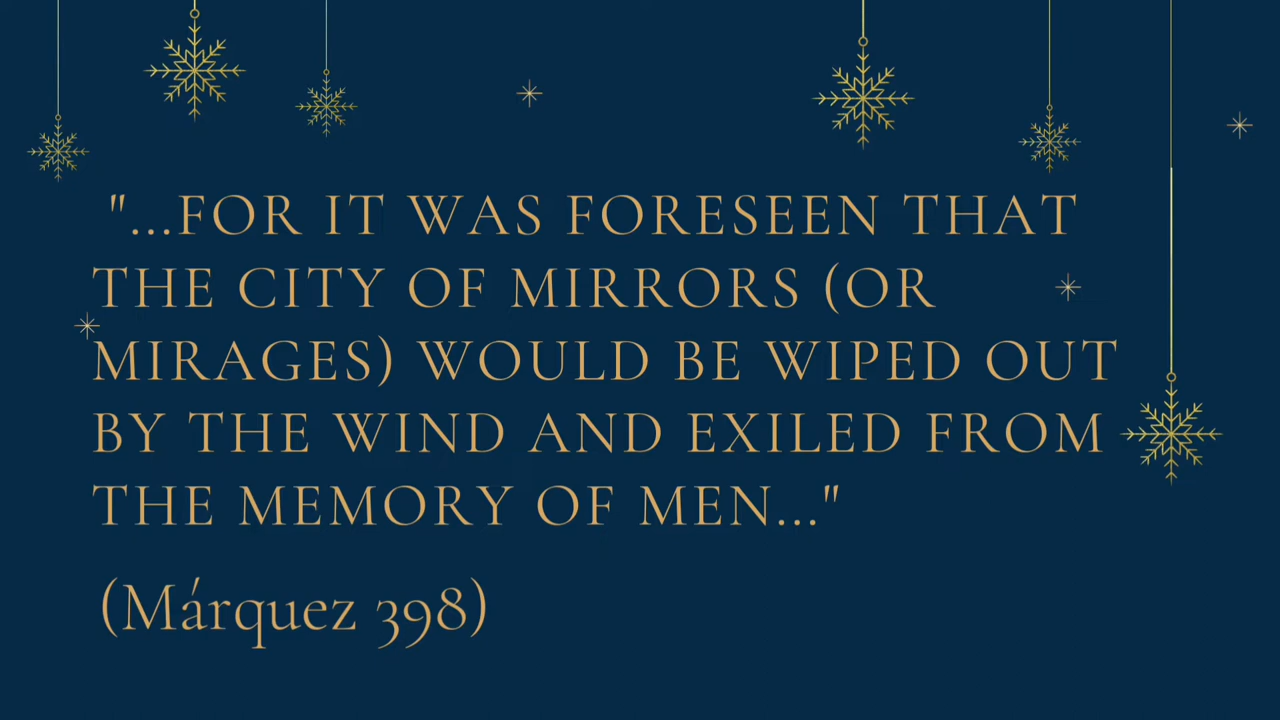 "...FOR IT WAS FORESEEN THAT
THE CITY OF MIRRORS (OR
MIRAGES) WOULD BE WIPED OUT
BY THE WIND AND EXILED FROM
THE MEMORY OF MEN..."
(Márquez 398)